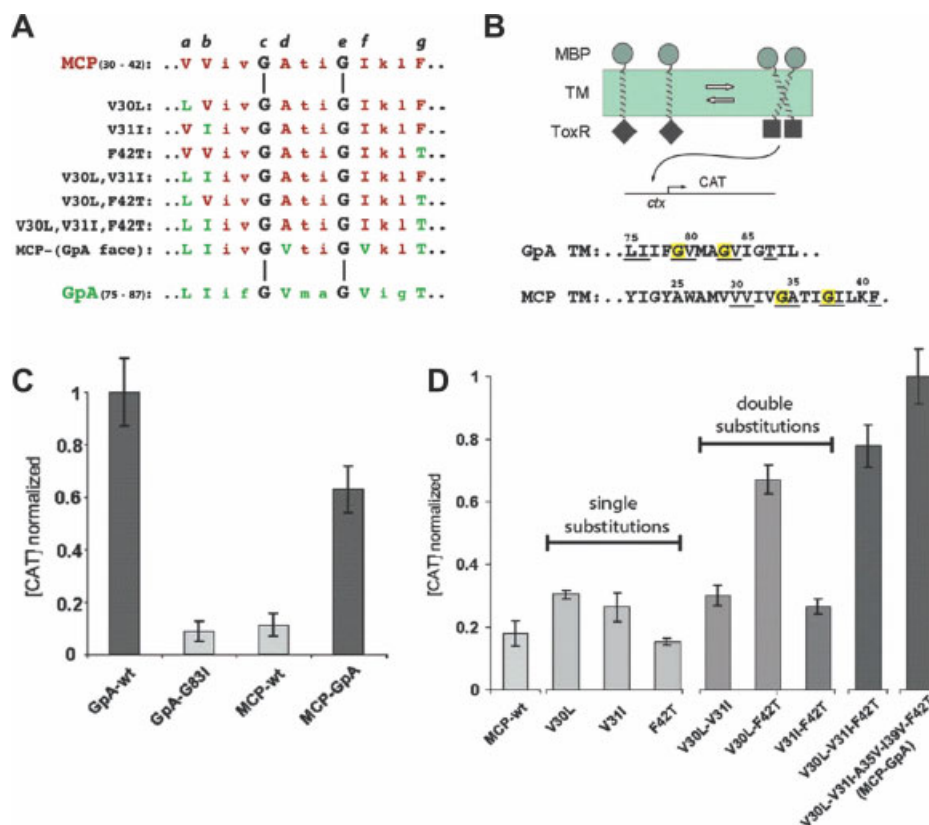 A
a b c d e f g
MCP(30 - 42): ..V V i v G A t i G I k l F..
V30L: ..L V i v G A t i G I k l F..
V31I: ..V I i v G A t i G I k l F..
F42T: ..V V i v G A t i G I k l T..
V30L,V31I: ..L I i v G A t i G I k l F..
V30L,F42T: ..L V i v G A t i G I k l T..
V30L,V31I,F42T: ..L I i v G A t i G I k l T..
MCP-(GpA face): ..L I i v G V t i G V k l T..
GpA(75 - 87): ..L I i f G V m a G V i g T..
B
MBP
TM
ToxR
CAT
ctx
75 80 65
GpA TM:..LIIFGVMAGVIGTIL..
25 30 35 40
MCP TM:..YIGYAWAMVVVIVGATIGILKF.
C
[CAT] normalized
1
0.8
0.6
0.4
0.2
0
GpA-wt
GpA-G83I
MCP-wt
MCP-GpA
D
[CAT] normalized
1
0.8
0.6
0.4
0.2
0
single
substitutions
double
substitutions
MCP-wt
V30L
V31I
F42T
V30L-V31I
V30L-F42T
V31I-F42T
V30L-V31I-F42T
V30L-V31I-A35V-I39V-F42T
(MCP-GpA)